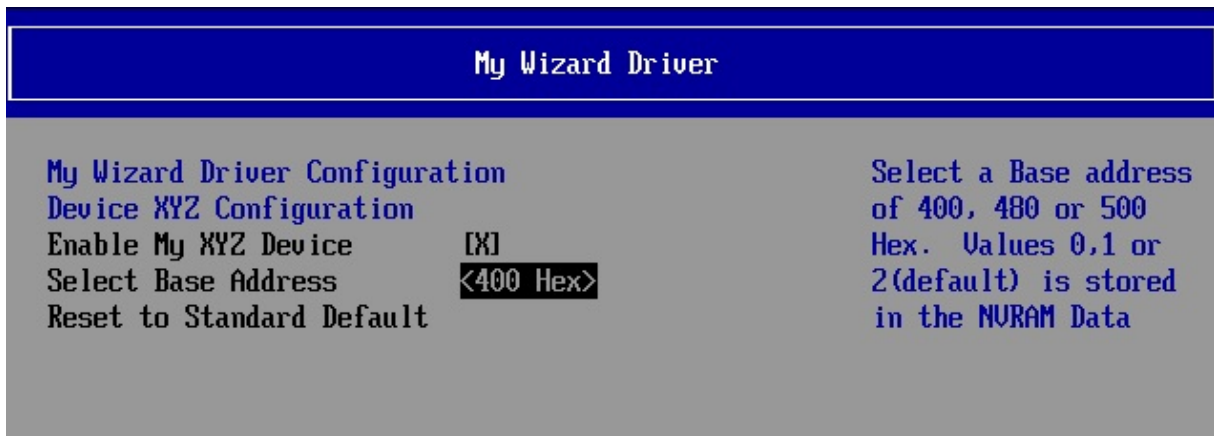 My Wizard Driver
My Wizard Driver Configuration
Device XYZ Configuration
Enable My XYZ Device [X]
Select Base Address <400 Hex>
Reset to Standard Default
Select a Base address
of 400, 480 or 500
Hex. Values 0,1 or
2(default) is stored
in the NVRAM Data